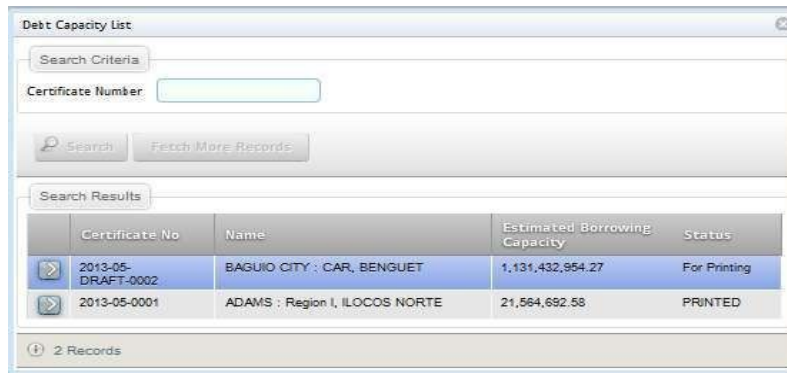 Debt Capacity List
Search Criteria
Certificate Number
Search Fetch More Records
Search Results
Certificate No Name Estimated Borrowing Capacity Status
2013-05-DRAFT-0002 BAGUIO CITY : CAR, BENGUET 1,131,432,954.27 For Printing
2013-05-0001 ADAMS : Region I, ILOCOS NORTE 21,564,692.58 PRINTED
2 Records